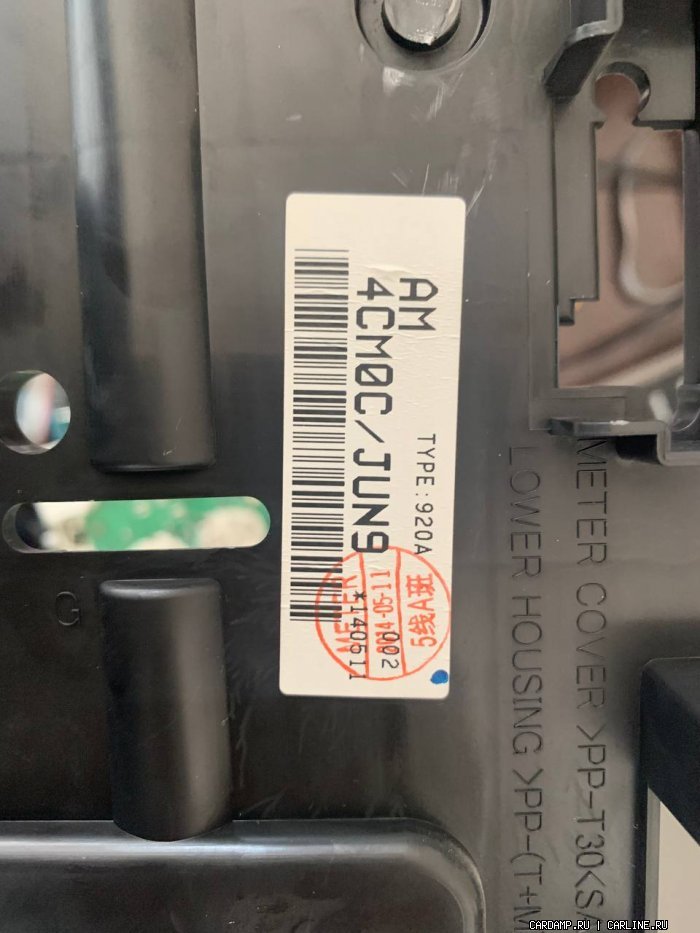 AM
4CM0C/JUN9
TYPE:920A
*140511
002
METER
2014-05-11
5线A班
METER COVER >PP-T30<S/
LOWER HOUSING >PP-(T+M
G
CARDAMP.RU | CARLINE.RU